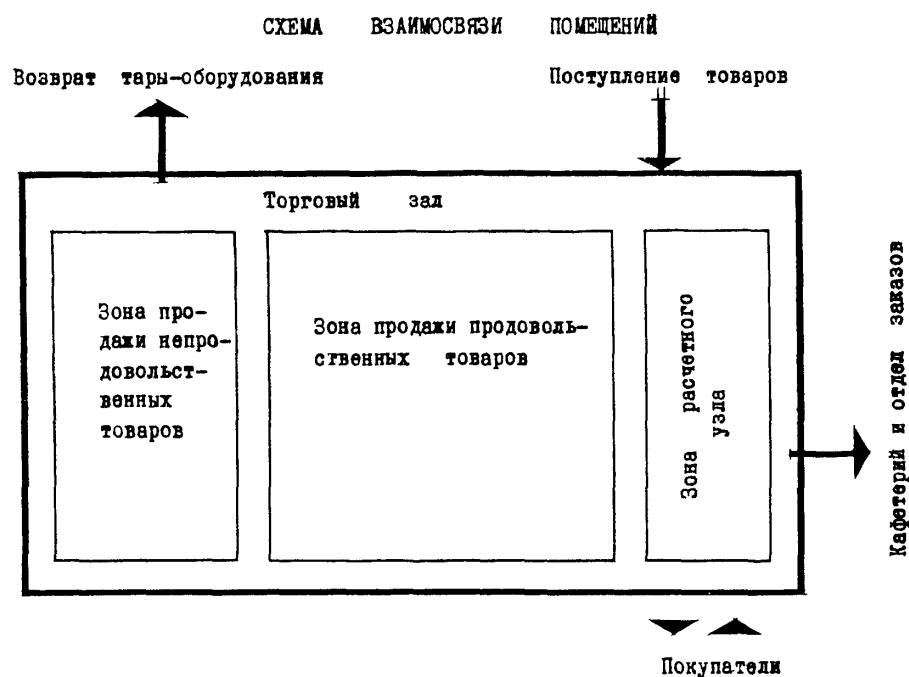 СХЕМА ВЗАИМОСВЯЗИ ПОМЕЩЕНИЙ
Возврат тары-оборудования
Поступление товаров
Торговый зал
Зона про-
дажи непро-
довольст-
венных
товаров
Зона продажи продоволь-
ственных товаров
Зона расчетного
узла
Кафетерий и отдел заказов
Покупатели